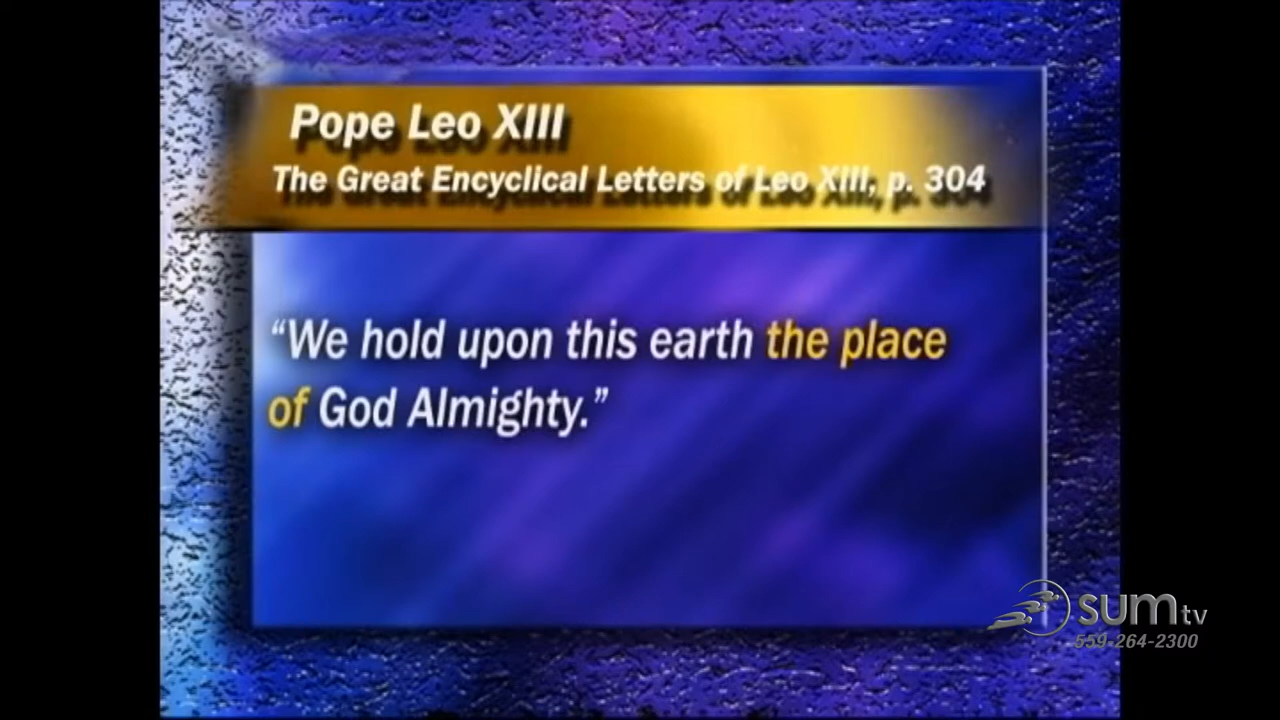 Pope Leo XIII
The Great Encyclical Letters of Leo XIII, p. 304
“We hold upon this earth the place
of God Almighty.”
sumtv
559-264-2300